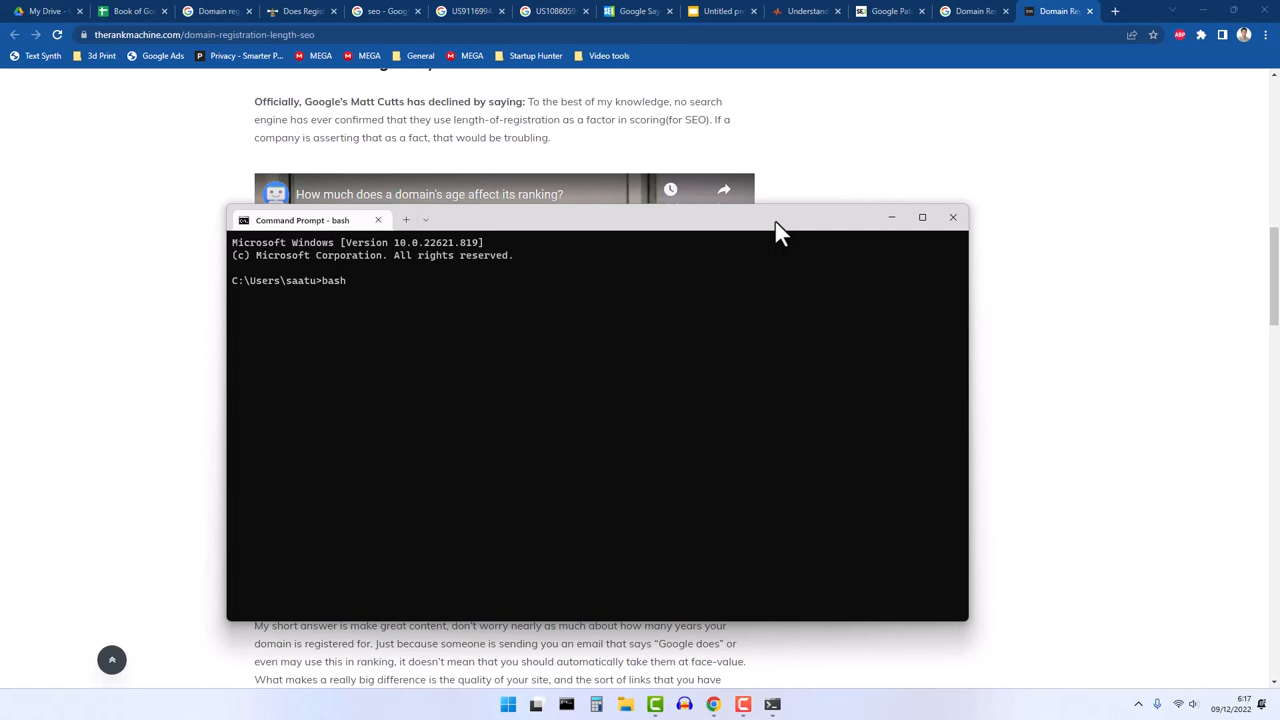 My Drive -
Book of
Domain reg
Does Regis
seo - Goog
US9116994
US1086059
Google Say
Untitled pre
Understand
Google Pat
Domain Re
Domain Re
therankmachine.com/domain-registration-length-seo
Text Synth
3d Print
Google Ads
Privacy - Smarter P...
MEGA
MEGA
General
MEGA
Startup Hunter
Video tools
Officially, Google's Matt Cutts has declined by saying: To the best of my knowledge, no search
engine has ever confirmed that they use length-of-registration as a factor in scoring(for SEO). If a
company is asserting that as a fact, that would be troubling.
How much does a domain's age affect its ranking?
Command Prompt - bash
Microsoft Windows [Version 10.0.22621.819]
(c) Microsoft Corporation. All rights reserved.
C:\Users\saatu>bash
My short answer is make great content, don't worry nearly as much about how many years your
domain is registered for. Just because someone is sending you an email that says "Google does" or
even may use this in ranking, it doesn't mean that you should automatically take them at face-value.
What makes a really big difference is the quality of your site, and the sort of links that you have
6:17
09/12/2022